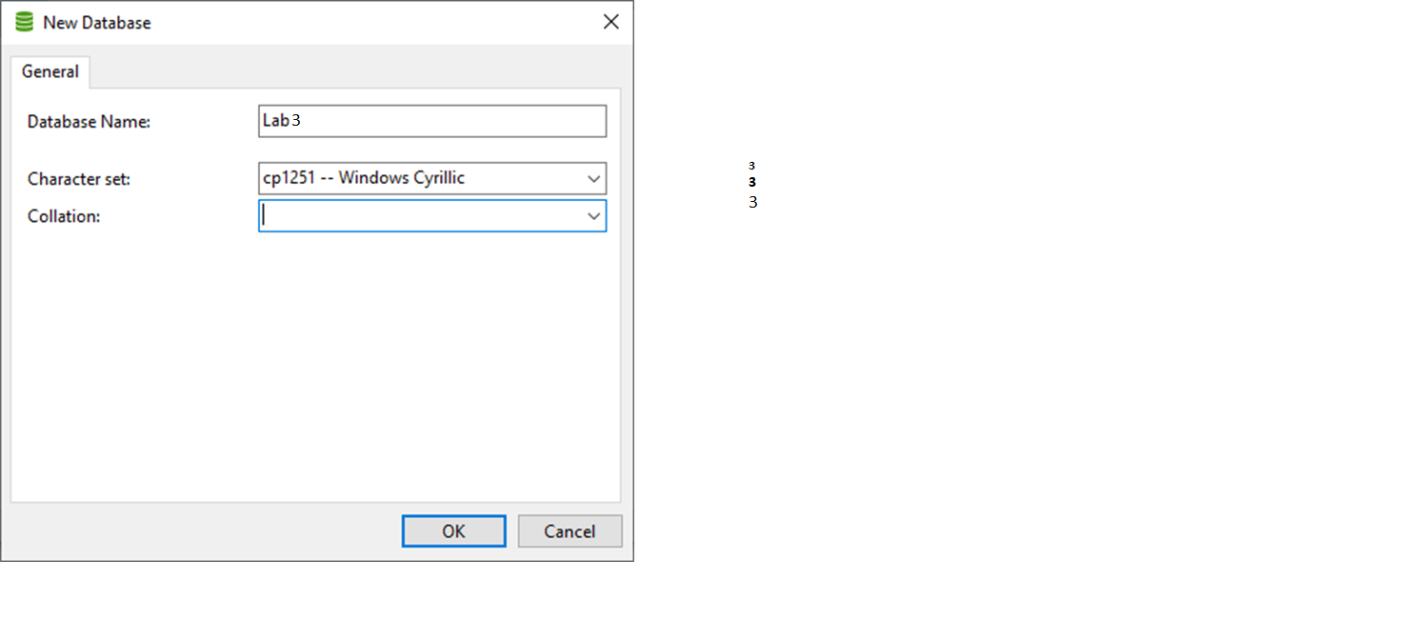 New Database
General
Database Name: Lab3
Character set: cp1251 -- Windows Cyrillic
Collation:
OK Cancel
3
3
3